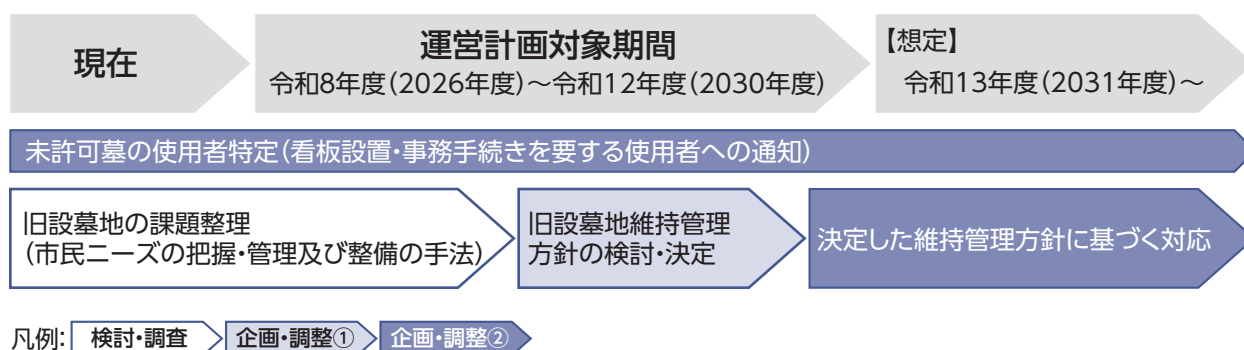 現在
運営計画対象期間
令和8年度(2026年度)～令和12年度(2030年度)
【想定】
令和13年度(2031年度)～
未許可墓の使用者特定(看板設置・事務手続きを要する使用者への通知)
旧設墓地の課題整理
(市民ニーズの把握・管理及び整備の手法)
旧設墓地維持管理
方針の検討・決定
決定した維持管理方針に基づく対応
凡例: 検討・調査 企画・調整① 企画・調整②